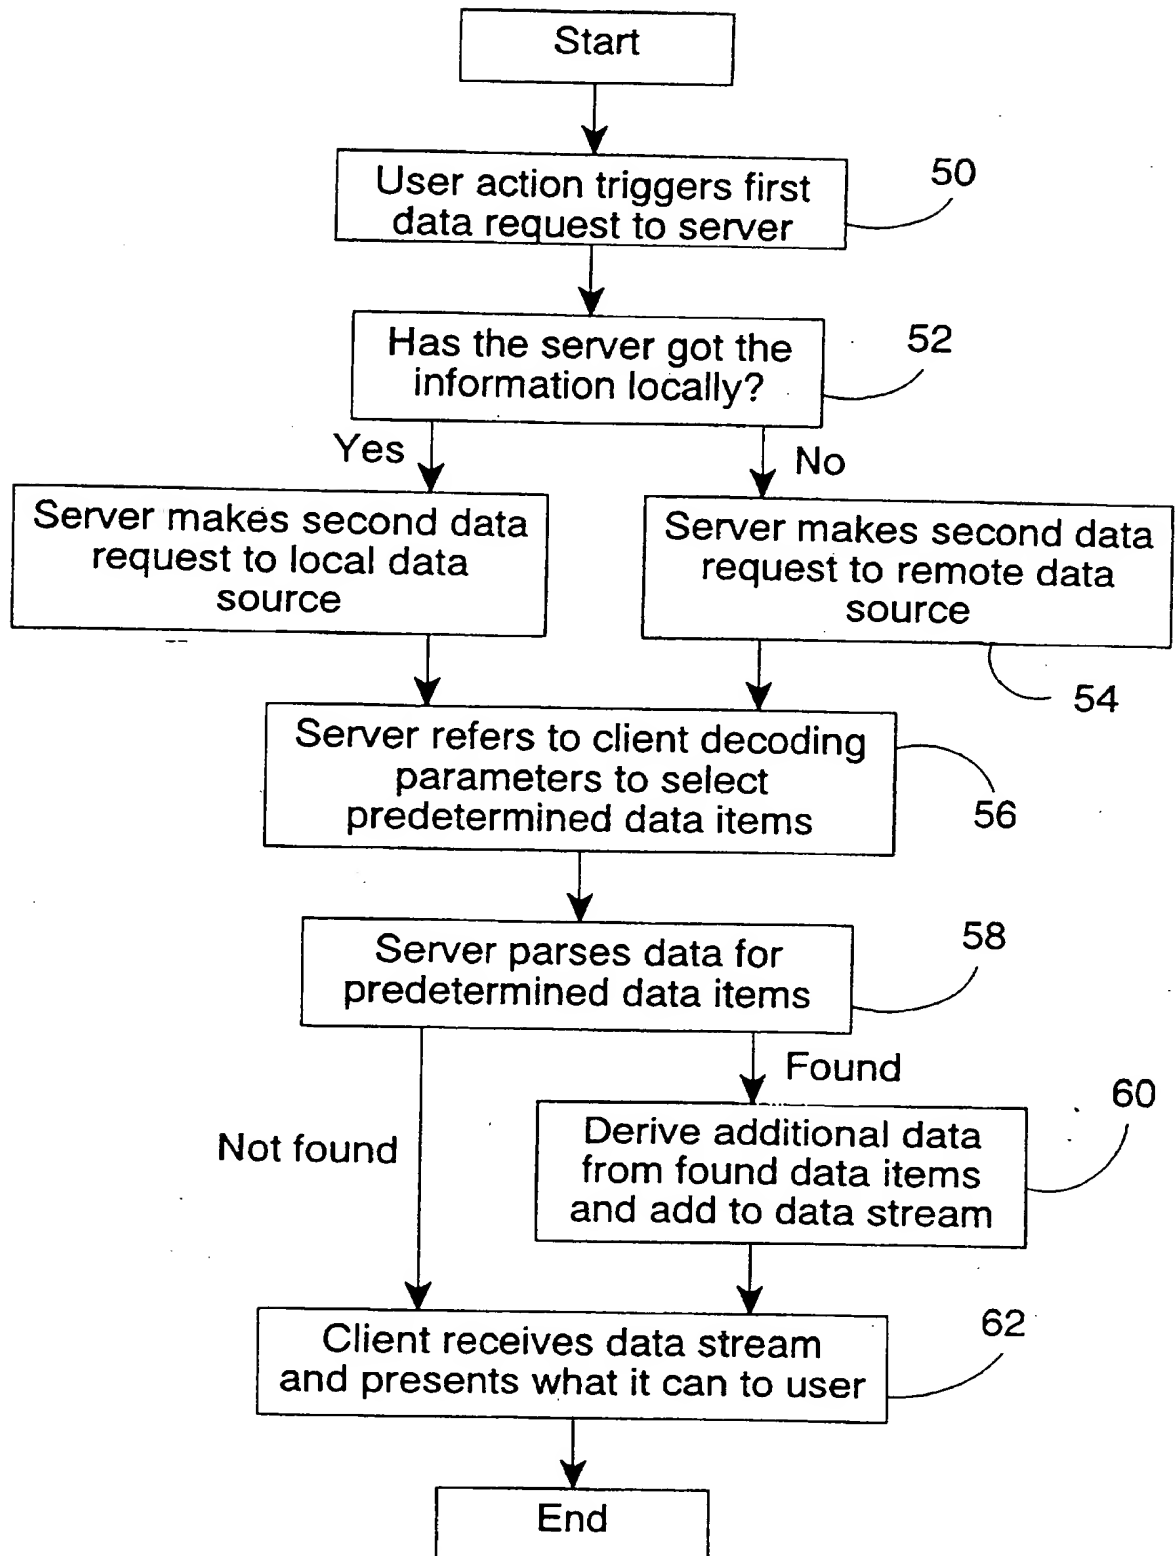 Start
User action triggers first
data request to server
50
Has the server got the
information locally?
52
Yes
No
Server makes second data
request to local data
source
Server makes second data
request to remote data
source
54
Server refers to client decoding
parameters to select
predetermined data items
56
Server parses data for
predetermined data items
58
Found
Not found
Derive additional data
from found data items
and add to data stream
60
Client receives data stream
and presents what it can to user
62
End